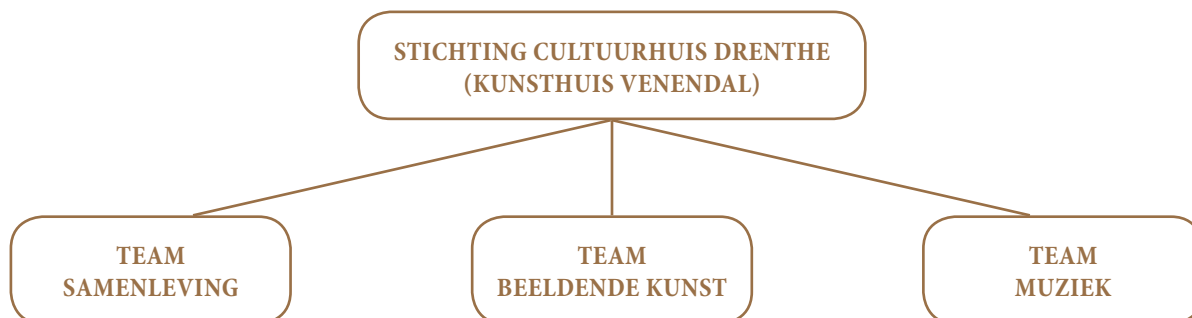 STICHTING CULTUURHUIS DRENTHE
(KUNSTHUIS VENENDAL)
TEAM
SAMENLEVING
TEAM
BEELDENDE KUNST
TEAM
MUZIEK